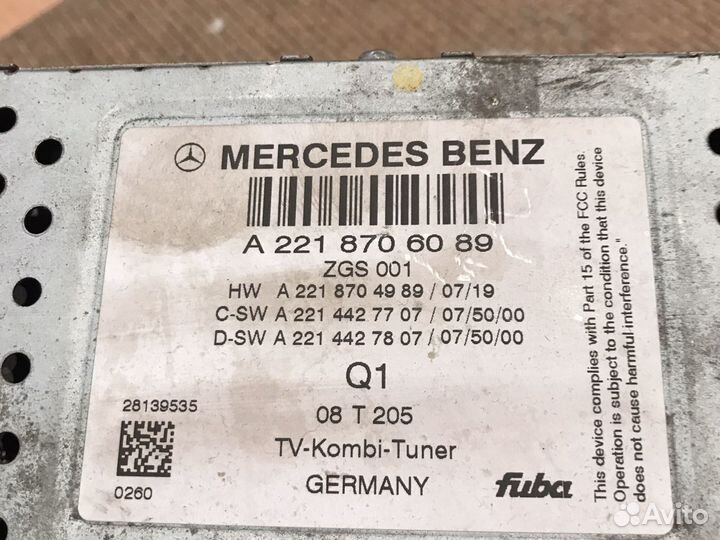 MERCEDES BENZ
A 221 870 60 89
ZGS 001
HW A 221 870 49 89 / 07/19
C-SW A 221 442 77 07 / 07/50/00
D-SW A 221 442 78 07 / 07/50/00
Q1
28139535
08 T 205
TV-Kombi-Tuner
0260
GERMANY
fuba
This device complies with Part 15 of the FCC Rules.
Operation is subject to the condition that this device
does not cause harmful interference."
Avito